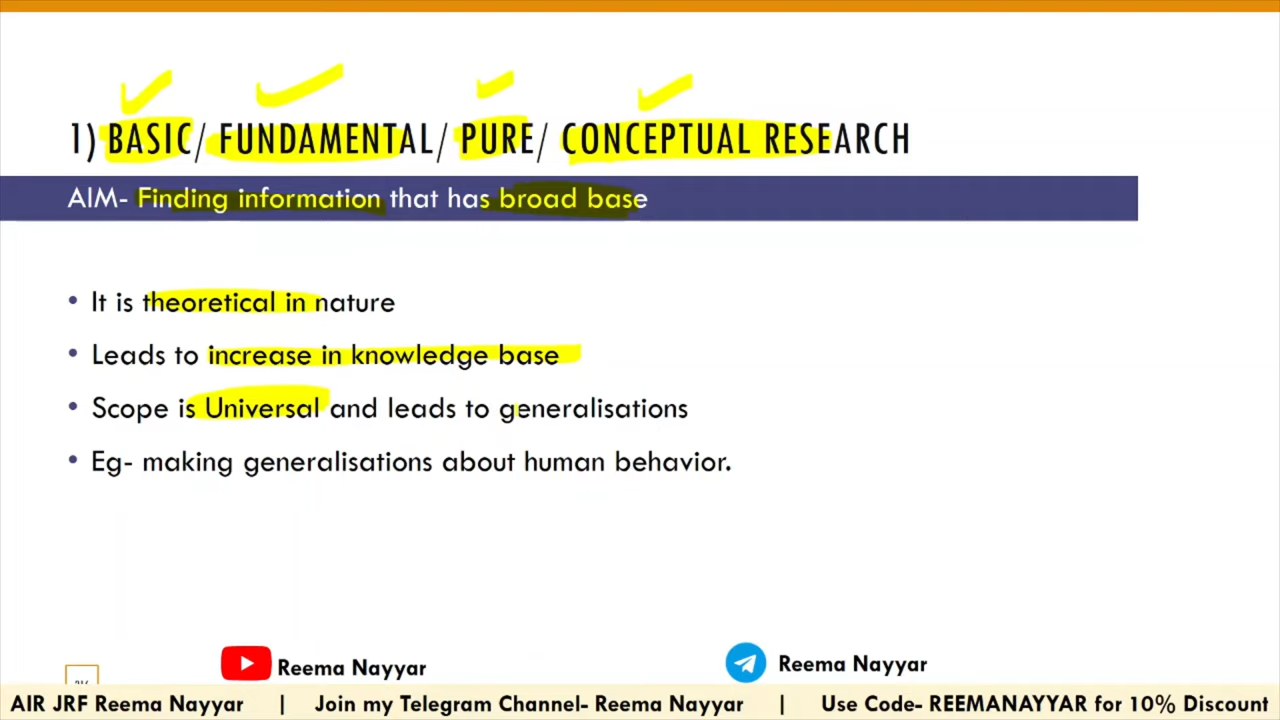 1) BASIC/ FUNDAMENTAL/ PURE/ CONCEPTUAL RESEARCH
AIM- Finding information that has broad base
• It is theoretical in nature
• Leads to increase in knowledge base
• Scope is Universal and leads to generalisations
• Eg- making generalisations about human behavior.
Reema Nayyar
Reema Nayyar
AIR JRF Reema Nayyar | Join my Telegram Channel- Reema Nayyar | Use Code- REEMANAYYAR for 10% Discount